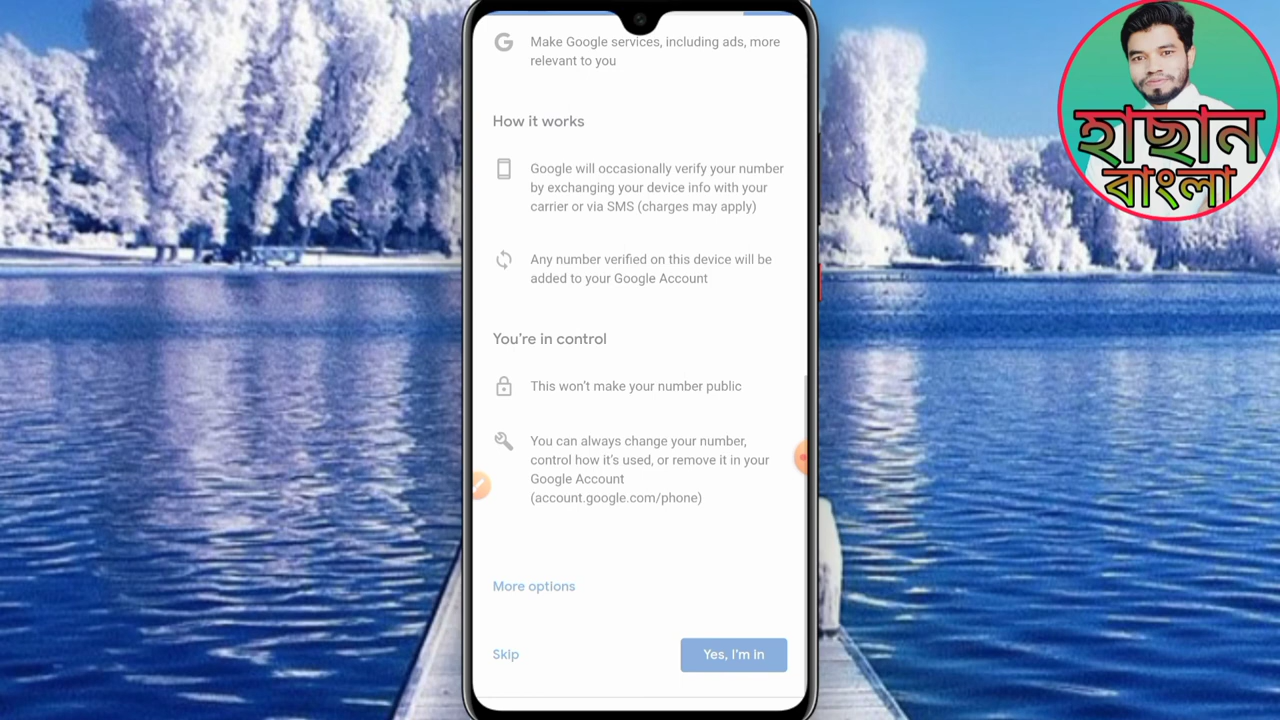 Make Google services, including ads, more
relevant to you
How it works
Google will occasionally verify your number
by exchanging your device info with your
carrier or via SMS (charges may apply)
Any number verified on this device will be
added to your Google Account
You're in control
This won't make your number public
You can always change your number,
control how it's used, or remove it in your
Google Account
(account.google.com/phone)
More options
Skip
Yes, I'm in
হাছান
বাংলা